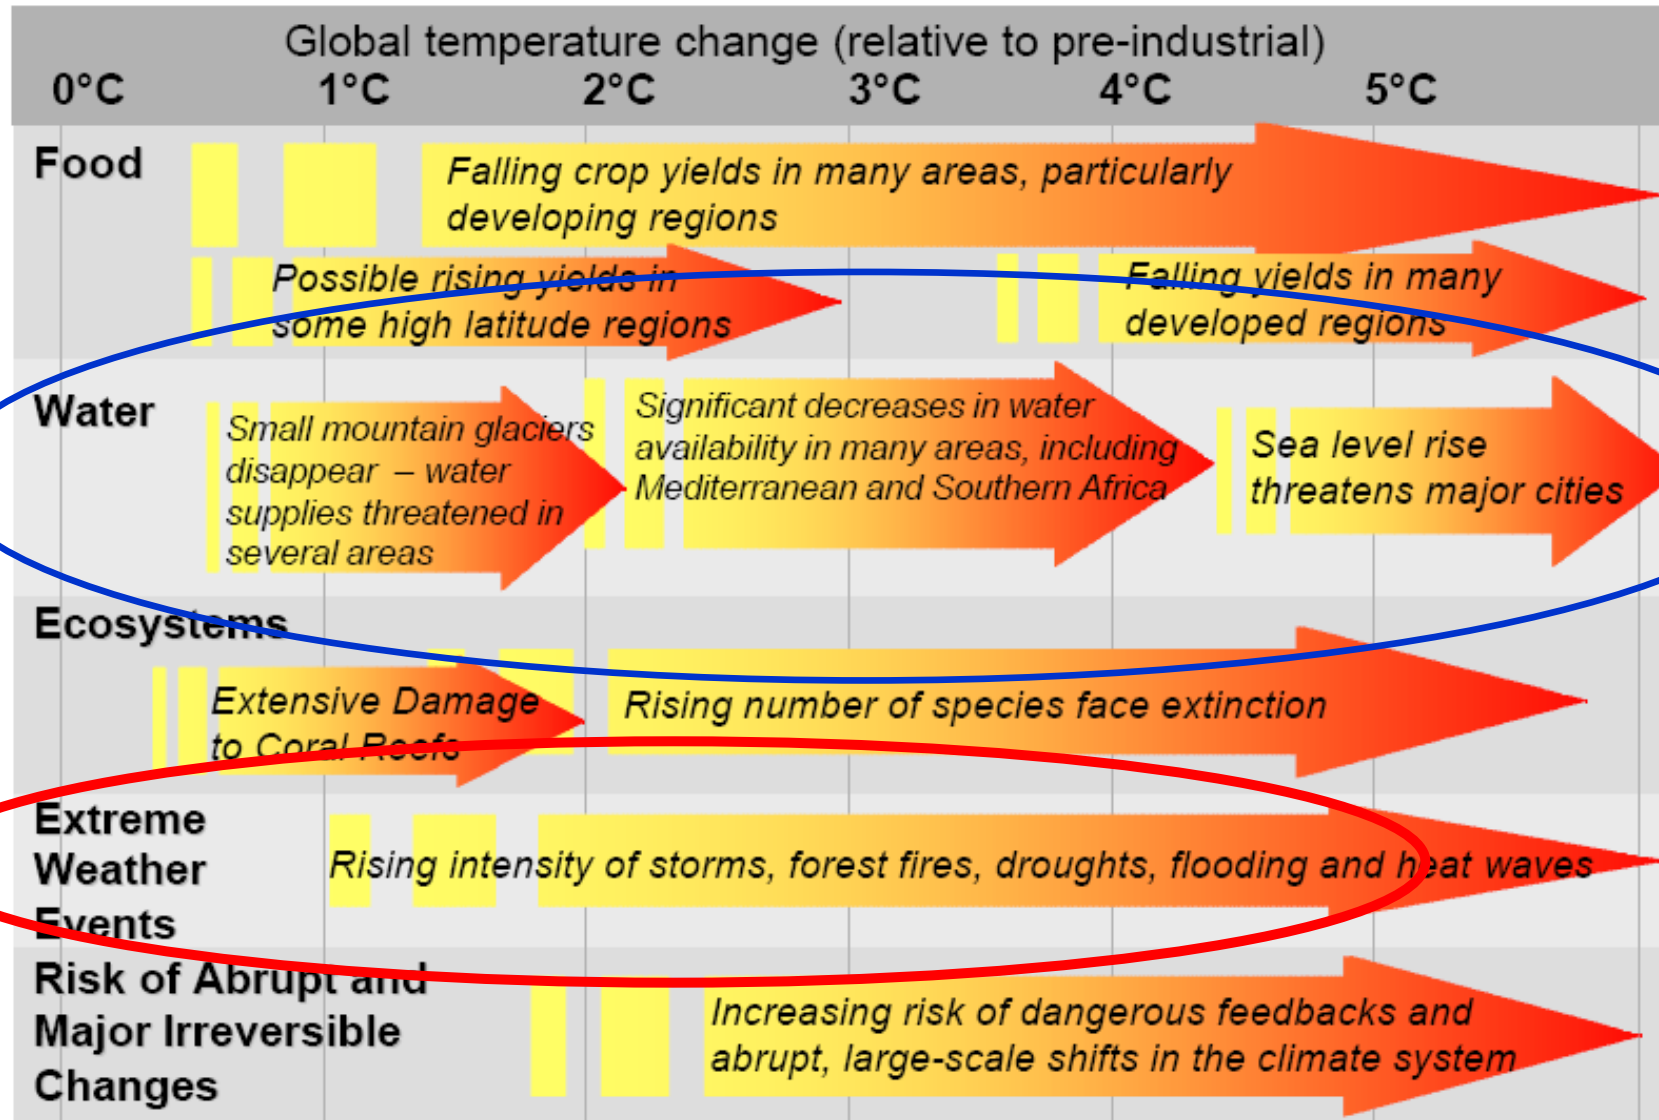 Global temperature change (relative to pre-industrial)
0°C 1°C 2°C 3°C 4°C 5°C
Food
Falling crop yields in many areas, particularly
developing regions
Possible rising yields in
some high latitude regions
Falling yields in many
developed regions
Water
Small mountain glaciers
disappear – water
supplies threatened in
several areas
Significant decreases in water
availability in many areas, including
Mediterranean and Southern Africa
Sea level rise
threatens major cities
Ecosystems
Extensive Damage
to Coral Reefs
Rising number of species face extinction
Extreme
Weather
Events
Rising intensity of storms, forest fires, droughts, flooding and heat waves
Risk of Abrupt and
Major Irreversible
Changes
Increasing risk of dangerous feedbacks and
abrupt, large-scale shifts in the climate system